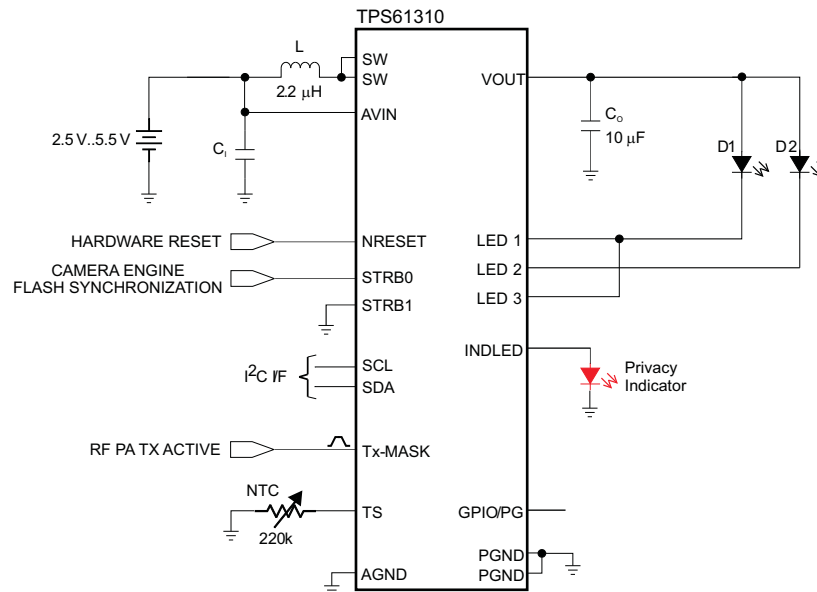 TPS61310
L
2.2 μH
SW
SW
AVIN
2.5 V..5.5 V
Cᵢ
VOUT
Cₒ
10 μF
D1
D2
HARDWARE RESET
NRESET
LED 1
CAMERA ENGINE
FLASH SYNCHRONIZATION
STRB0
LED 2
STRB1
LED 3
I²C I/F
SCL
SDA
INDLED
Privacy
Indicator
RF PA TX ACTIVE
Tx-MASK
NTC
220k
TS
GPIO/PG
AGND
PGND
PGND